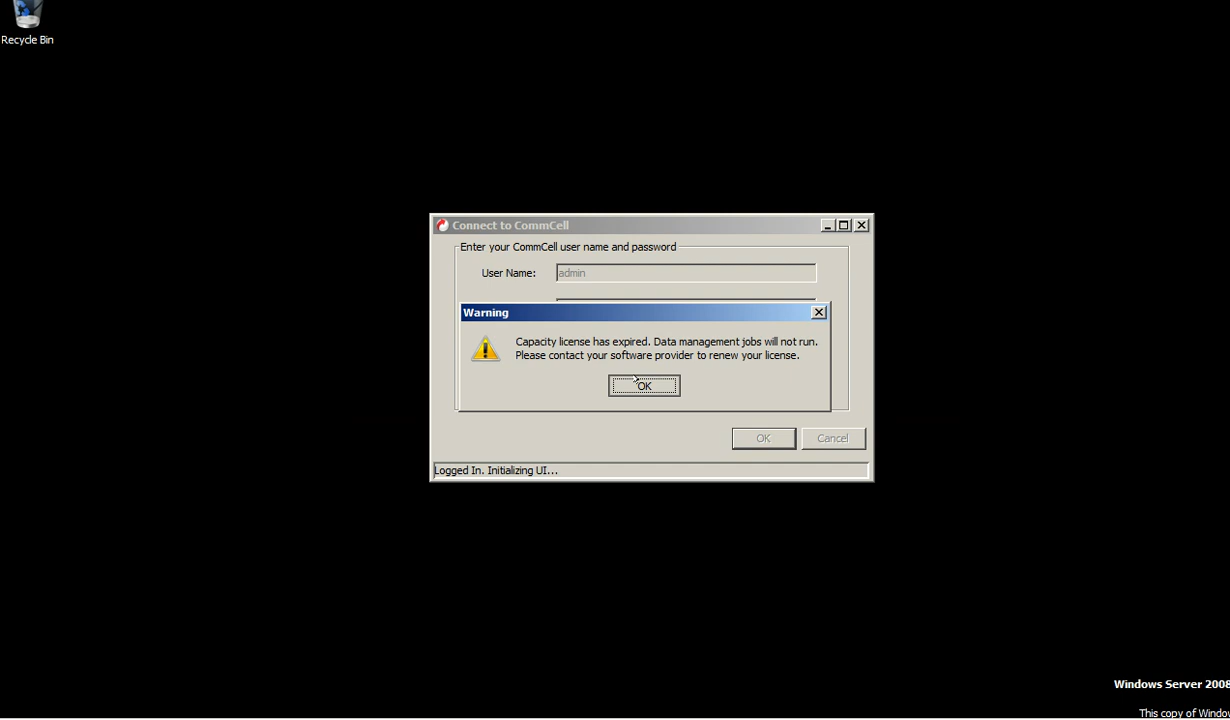 Recycle Bin
Connect to CommCell
Enter your CommCell user name and password
User Name:
admin
Warning
Capacity license has expired. Data management jobs will not run.
Please contact your software provider to renew your license.
OK
OK
Cancel
Logged In. Initializing UI...
Windows Server 2008
This copy of Windo